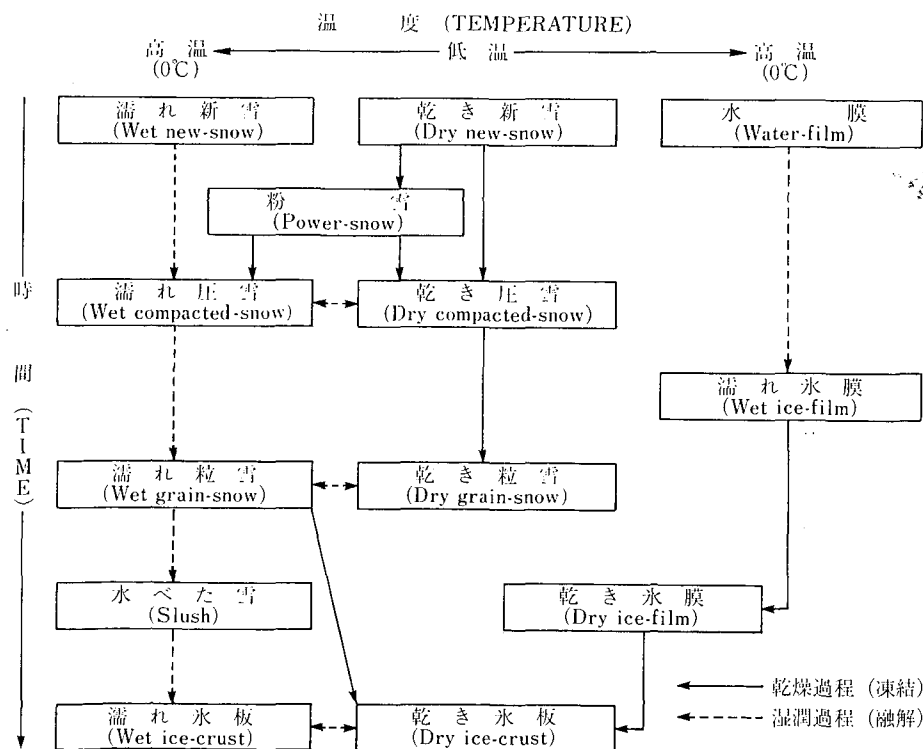 温 度 (TEMPERATURE)
高温 低温 高温
(0℃) (0℃)
濡れ新雪 乾き新雪 水膜
(Wet new-snow) (Dry new-snow) (Water-film)
粉雪
(Power-snow)
時間(TIME)
濡れ圧雪 乾き圧雪
(Wet compacted-snow) (Dry compacted-snow)
濡れ氷膜
(Wet ice-film)
濡れ粒雪 乾き粒雪
(Wet grain-snow) (Dry grain-snow)
水べた雪 乾き氷膜
(Slush) (Dry ice-film)
乾燥過程 (凍結)
湿潤過程 (融解)
濡れ氷板 乾き氷板
(Wet ice-crust) (Dry ice-crust)